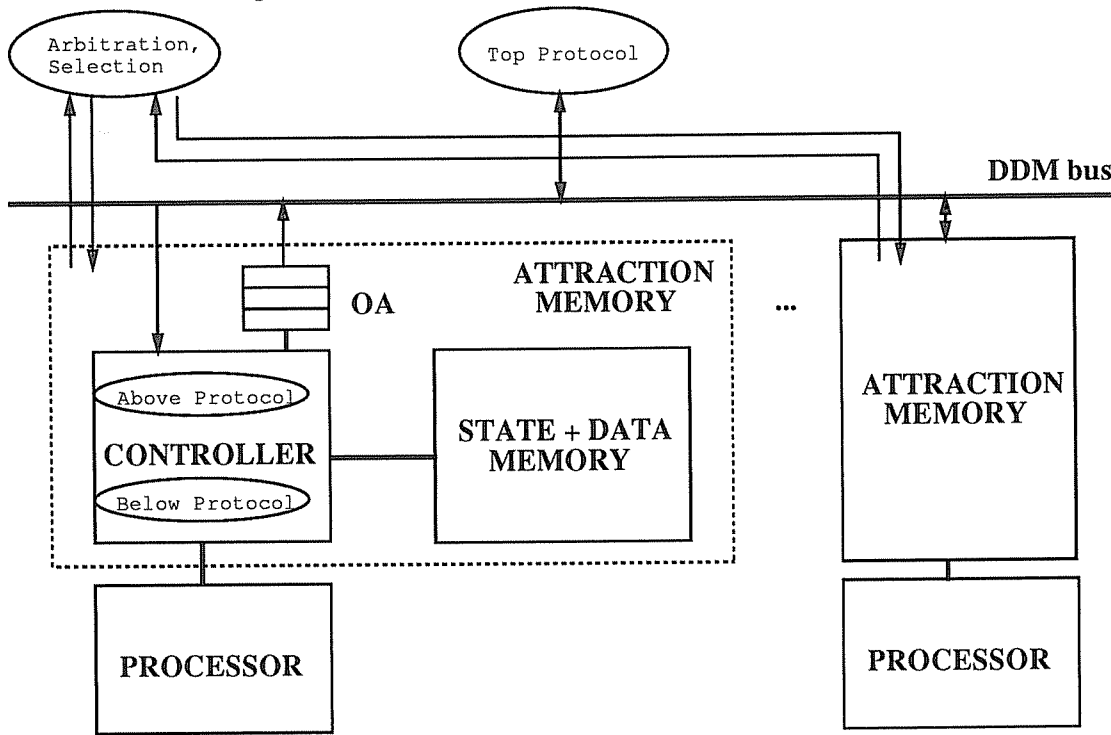 Arbitration,
Selection
Top Protocol
DDM bus
OA
ATTRACTION
MEMORY
...
Above Protocol
CONTROLLER
Below Protocol
STATE + DATA
MEMORY
ATTRACTION
MEMORY
PROCESSOR
PROCESSOR